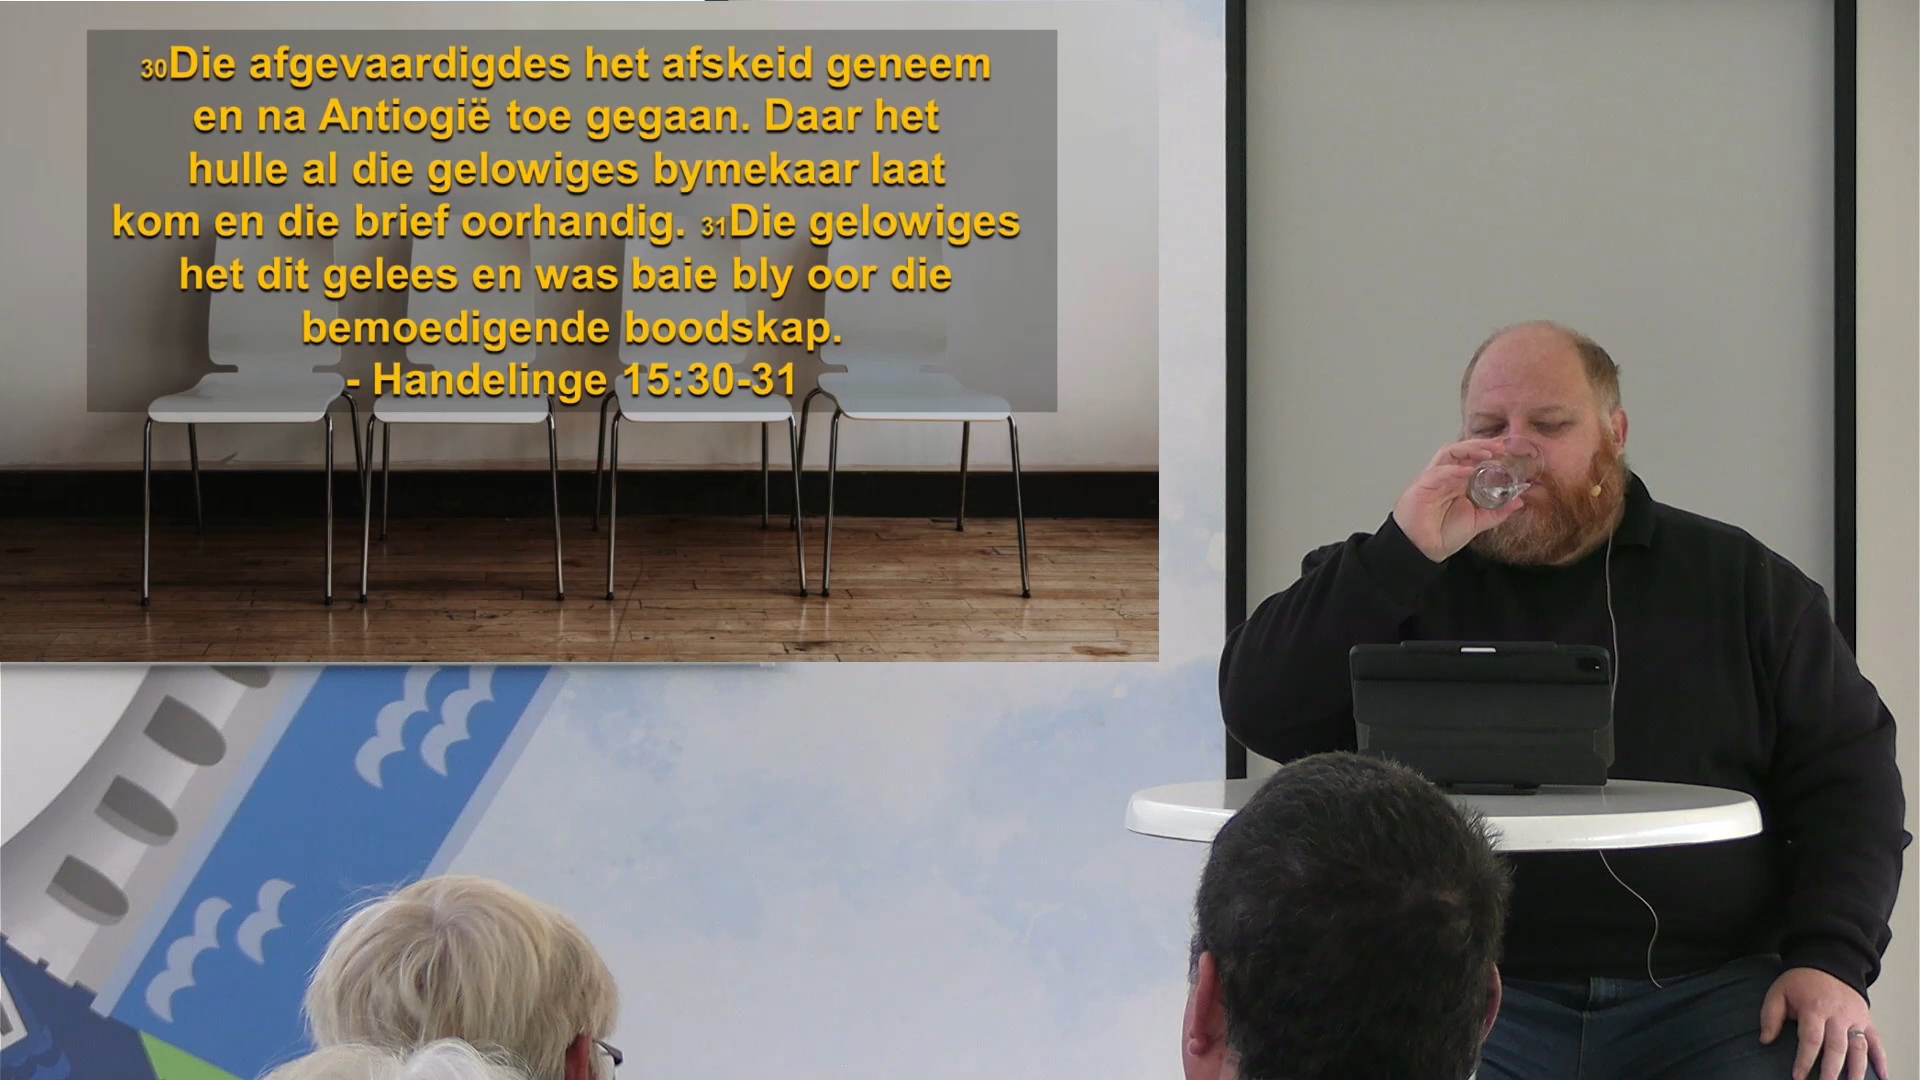 30Die afgevaardigdes het afskeid geneem
en na Antiogië toe gegaan. Daar het
hulle al die gelowiges bymekaar laat
kom en die brief oorhandig. 31Die gelowiges
het dit gelees en was baie bly oor die
bemoedigende boodskap.
- Handelinge 15:30-31